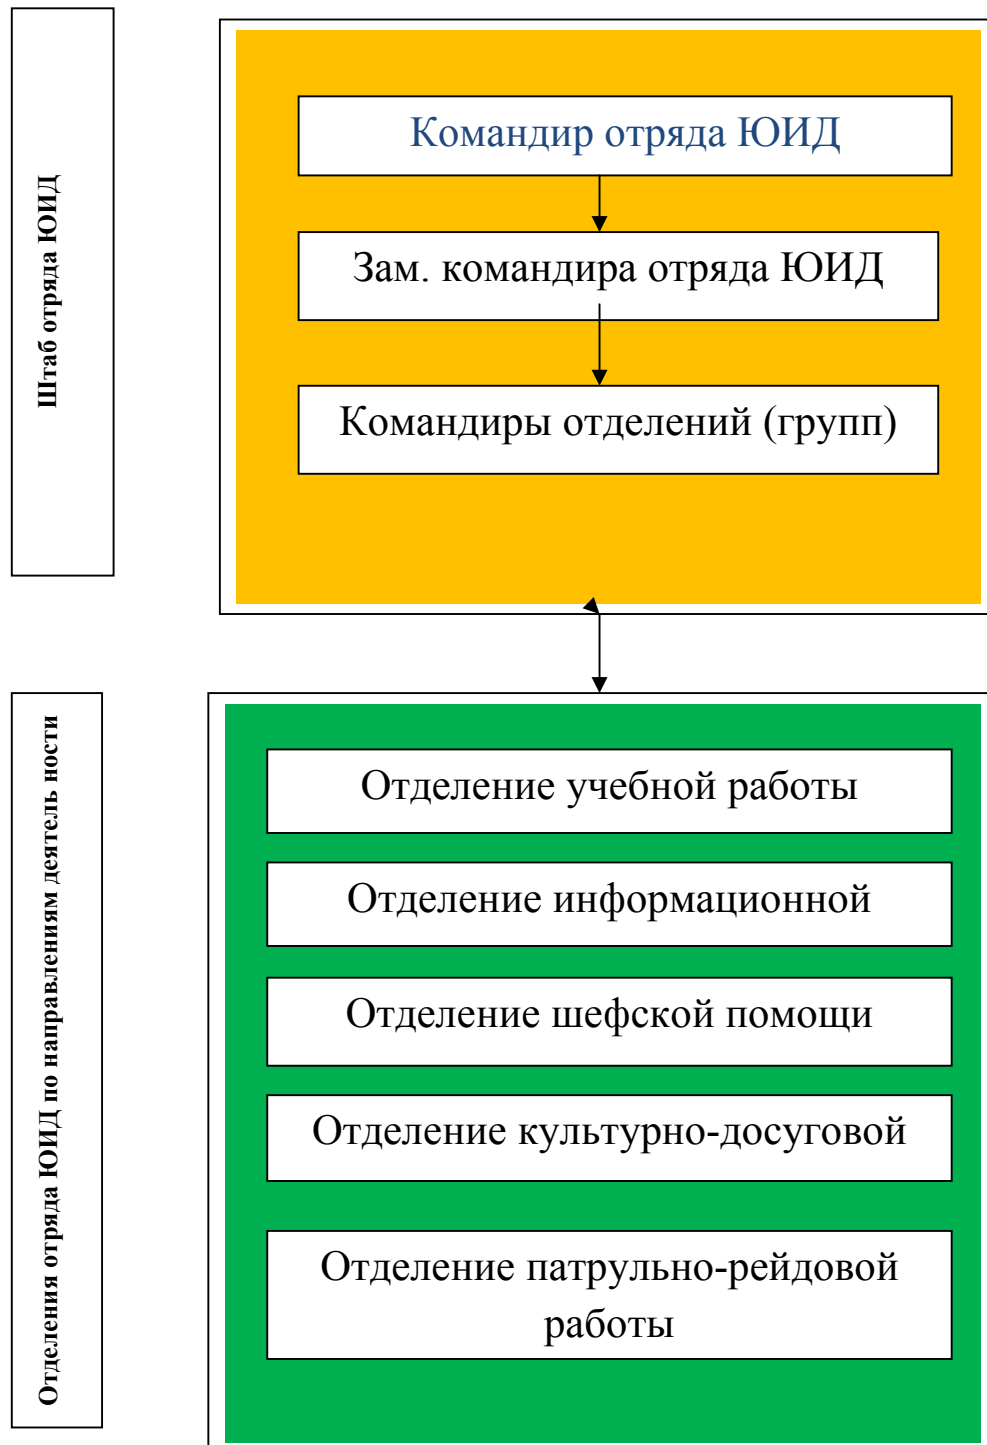 Штаб отряда ЮИД
Командир отряда ЮИД
Зам. командира отряда ЮИД
Командиры отделений (групп)
Отделения отряда ЮИД по направлениям деятель ности
Отделение учебной работы
Отделение информационной
Отделение шефской помощи
Отделение культурно-досуговой
Отделение патрульно-рейдовой
работы